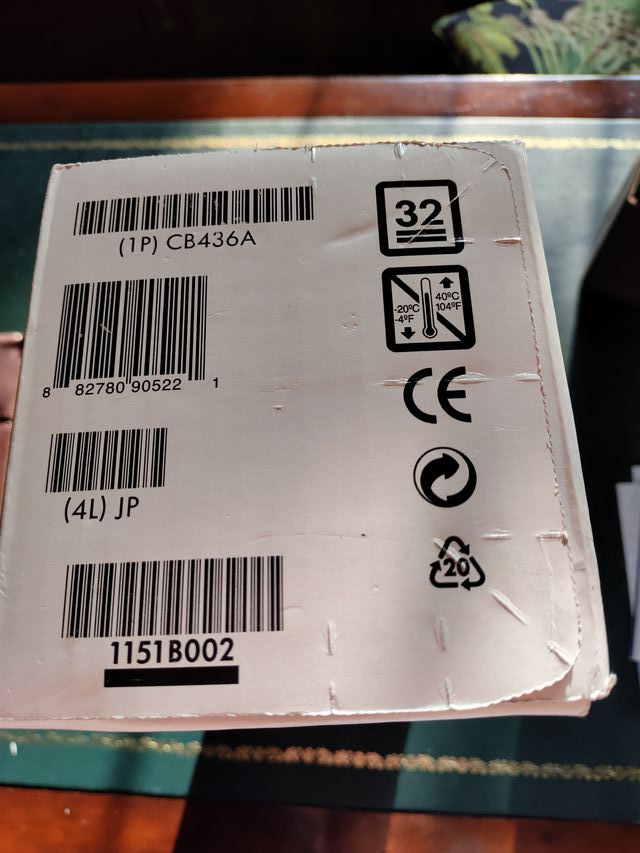 (1P) CB436A
32
-20°C
-4°F
40°C
104°F
8 82780 90522 1
CE
(4L) JP
20
1151B002